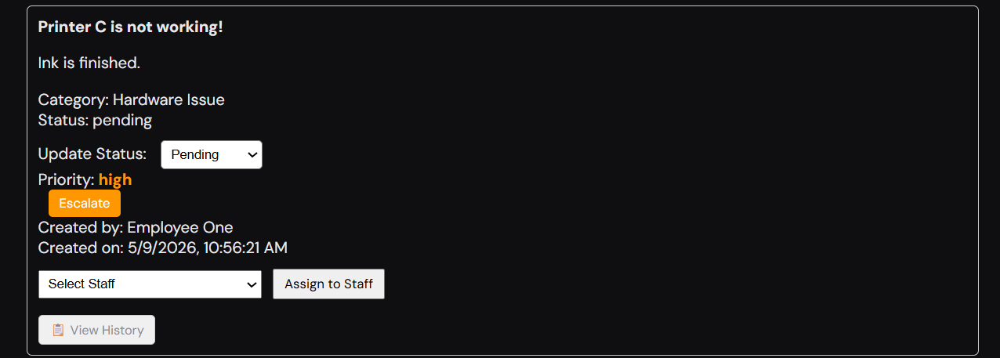 Printer C is not working!
Ink is finished.
Category: Hardware Issue
Status: pending
Update Status: Pending
Priority: high
Escalate
Created by: Employee One
Created on: 5/9/2026, 10:56:21 AM
Select Staff Assign to Staff
📋 View History